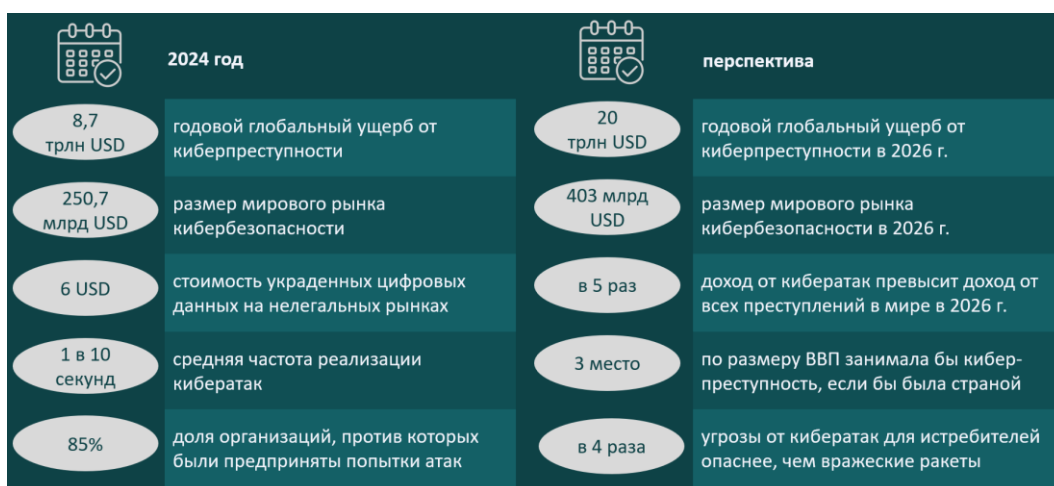 2024 год
8,7
трлн USD
годовой глобальный ущерб от
киберпреступности
250,7
млрд USD
размер мирового рынка
кибербезопасности
6 USD
стоимость украденных цифровых
данных на нелегальных рынках
1 в 10
секунд
средняя частота реализации
кибератак
85%
доля организаций, против которых
были предприняты попытки атак
перспектива
20
трлн USD
годовой глобальный ущерб от
киберпреступности в 2026 г.
403 млрд
USD
размер мирового рынка
кибербезопасности в 2026 г.
в 5 раз
доход от кибератак превысит доход от
всех преступлений в мире в 2026 г.
3 место
по размеру ВВП занимала бы кибер-
преступность, если бы была страной
в 4 раза
угрозы от кибератак для истребителей
опаснее, чем вражеские ракеты